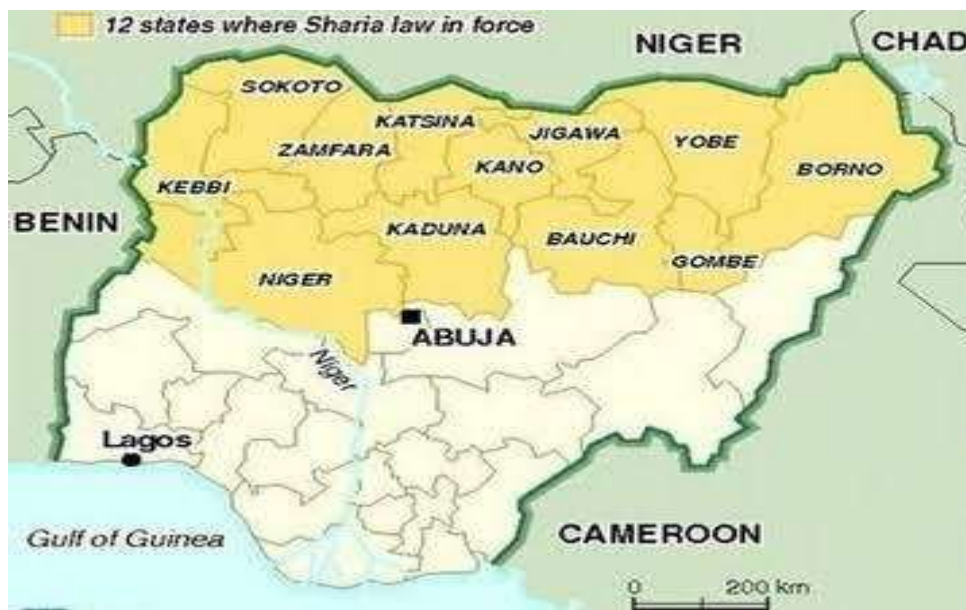 12 states where Sharia law in force
NIGER
CHAD
SOKOTO
KATSINA
JIGAWA
YOBE
ZAMFARA
KANO
BORNO
KEBBI
BENIN
KADUNA
BAUCHI
GOMBE
NIGER
ABUJA
Niger
Lagos
Gulf of Guinea
CAMEROON
0 200 km